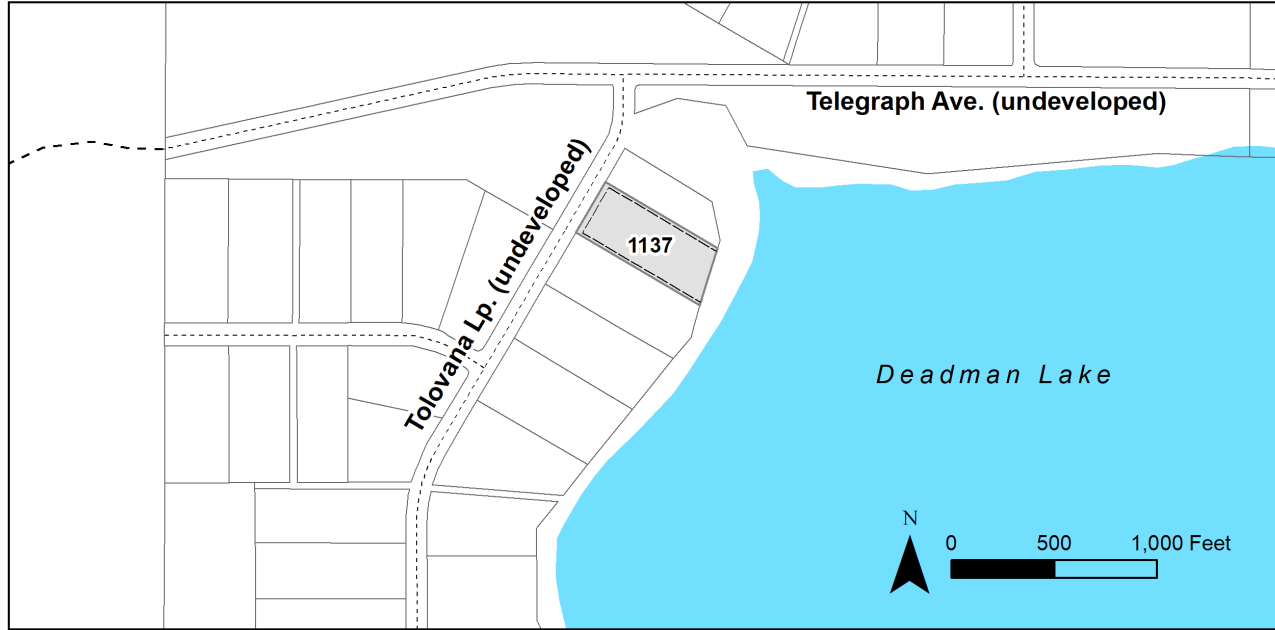 Telegraph Ave. (undeveloped)
Tolovana Lp. (undeveloped)
1137
Deadman Lake
N
0 500 1,000 Feet